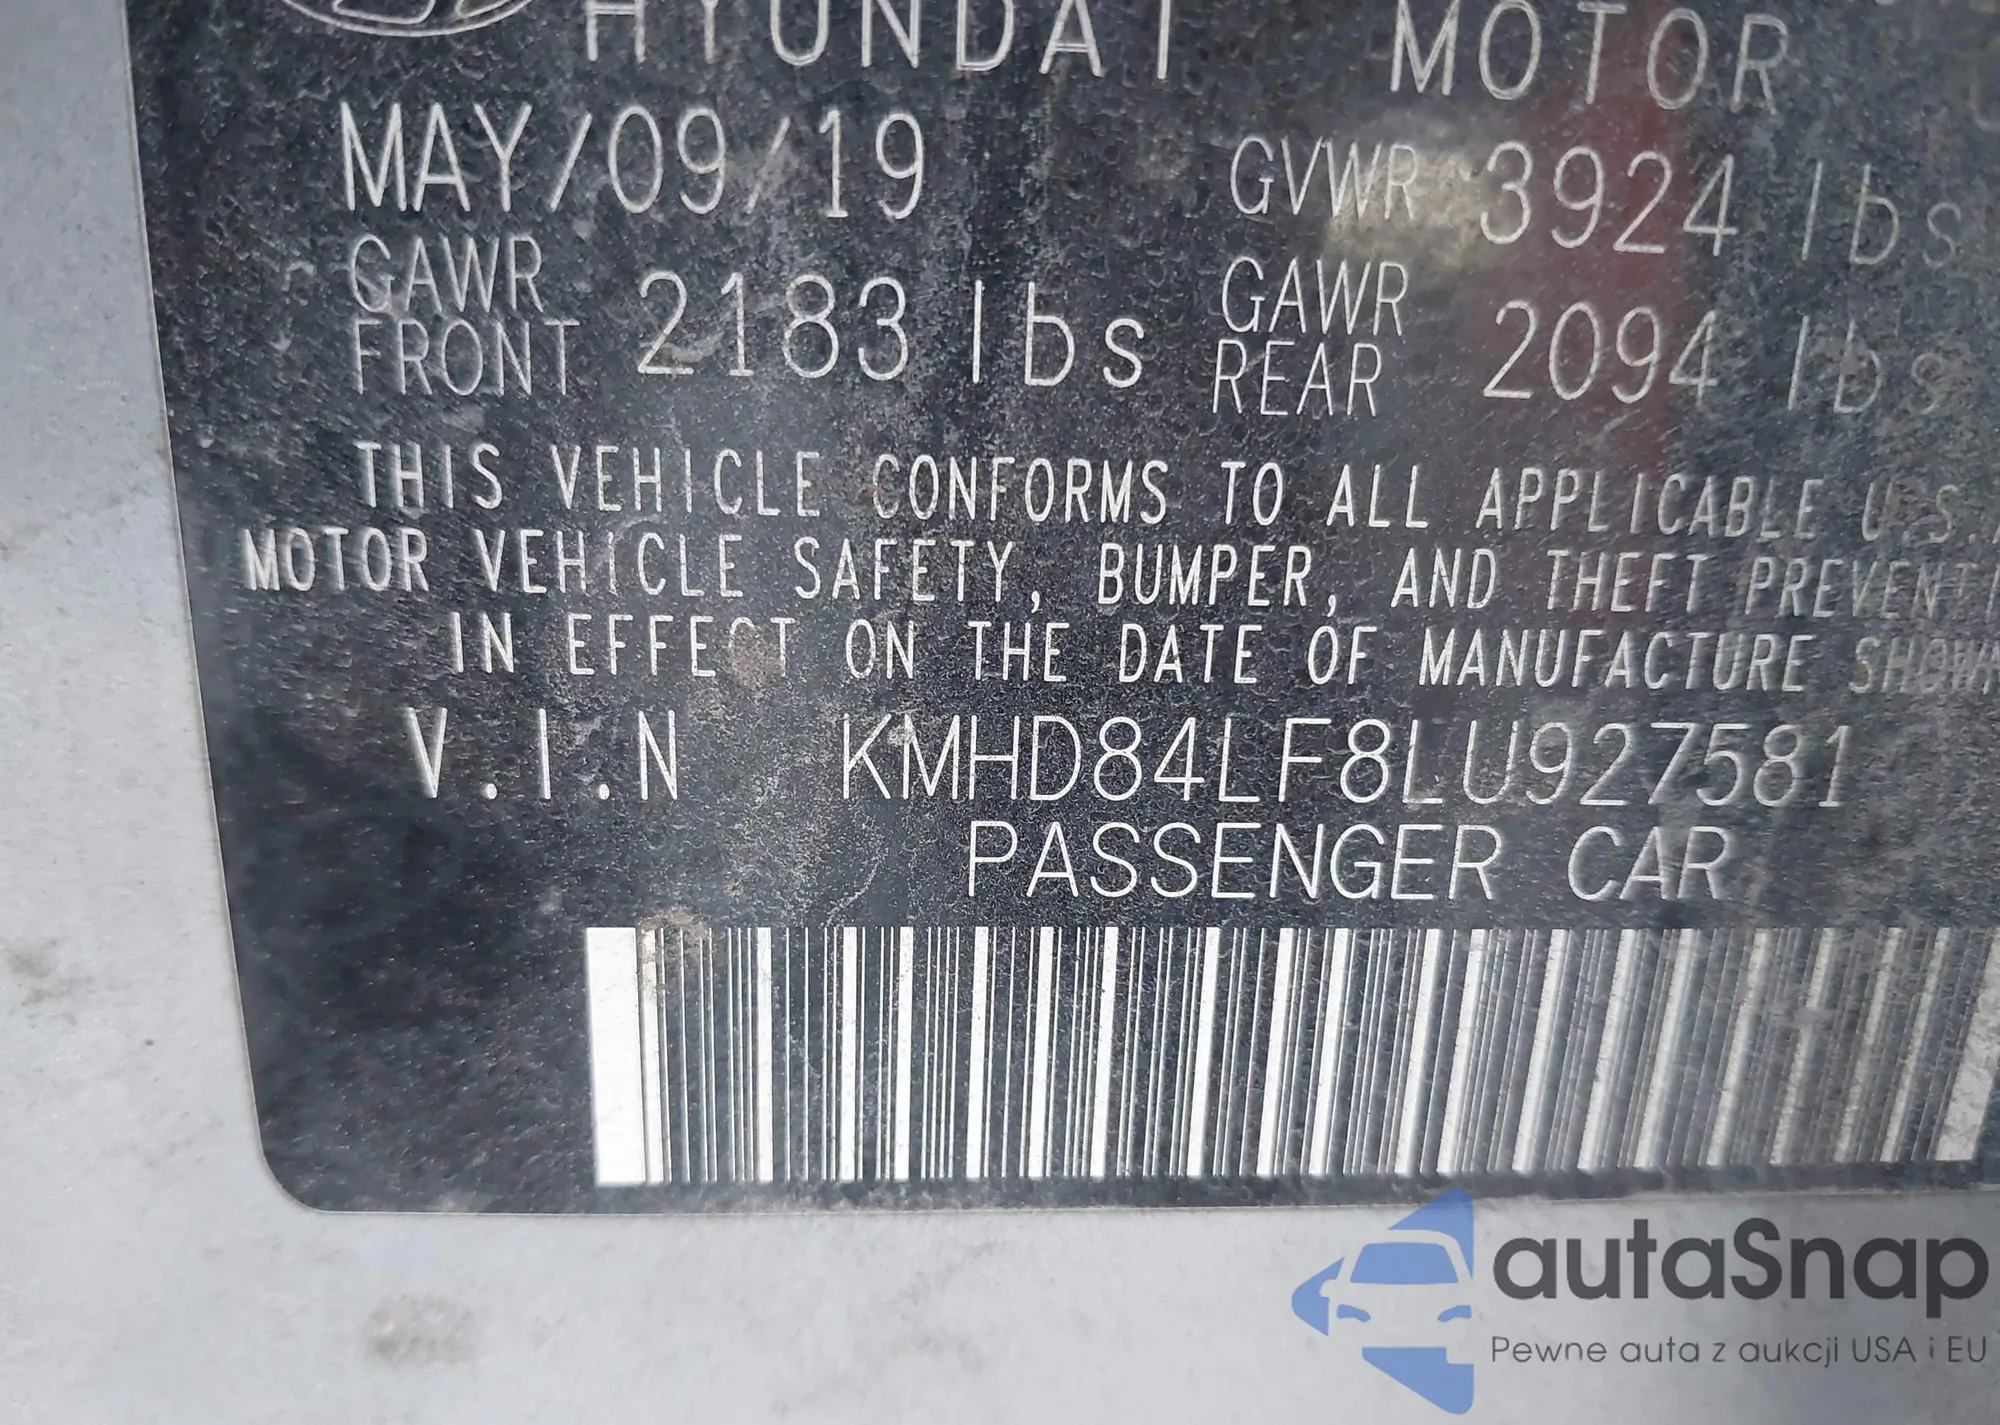 HYUNDAI MOTOR
MAY/09/19 GVWR 3924 lbs
GAWR FRONT 2183 lbs GAWR REAR 2094 lbs
THIS VEHICLE CONFORMS TO ALL APPLICABLE U.S.
MOTOR VEHICLE SAFETY, BUMPER, AND THEFT PREVENTI
IN EFFECT ON THE DATE OF MANUFACTURE SHOWN
V.I.N KMHD84LF8LU927581
PASSENGER CAR
autaSnap
Pewne auta z aukcji USA i EU